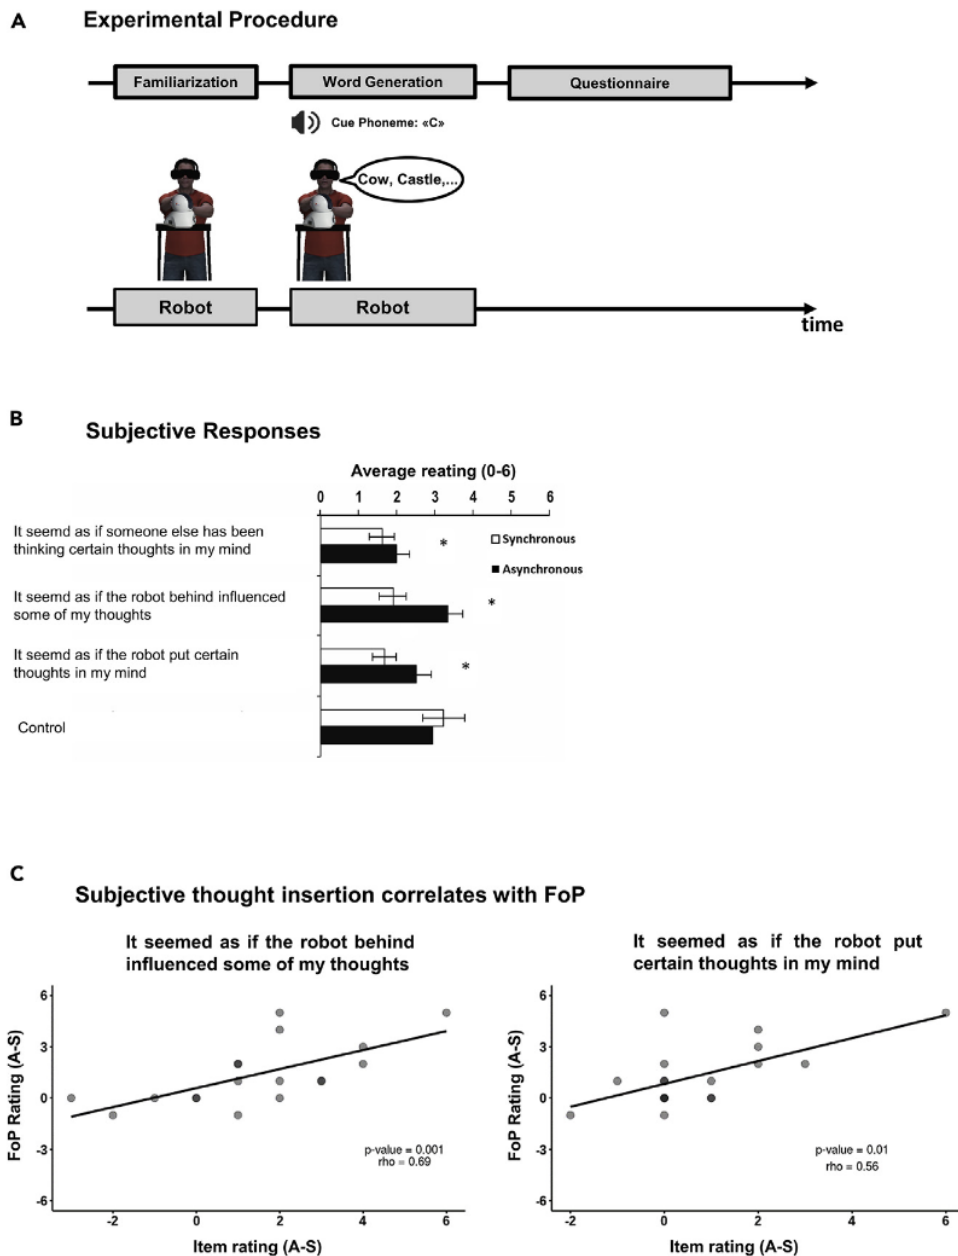 A
Experimental Procedure
Familiarization
Word Generation
Questionnaire
Cue Phoneme: «C»
Cow, Castle,...
Robot
Robot
time
B
Subjective Responses
Average reating (0-6)
0 1 2 3 4 5 6
It seemd as if someone else has been
thinking certain thoughts in my mind
*
Synchronous
Asynchronous
It seemd as if the robot behind influenced
some of my thoughts
*
It seemd as if the robot put certain
thoughts in my mind
*
Control
C
Subjective thought insertion correlates with FoP
It seemed as if the robot behind
influenced some of my thoughts
FoP Rating (A-S)
6
3
0
-3
-6
p-value = 0.001
rho = 0.69
-2 0 2 4 6
Item rating (A-S)
It seemed as if the robot put
certain thoughts in my mind
FoP Rating (A-S)
6
3
0
-3
-6
p-value = 0.01
rho = 0.56
-2 0 2 4 6
Item rating (A-S)